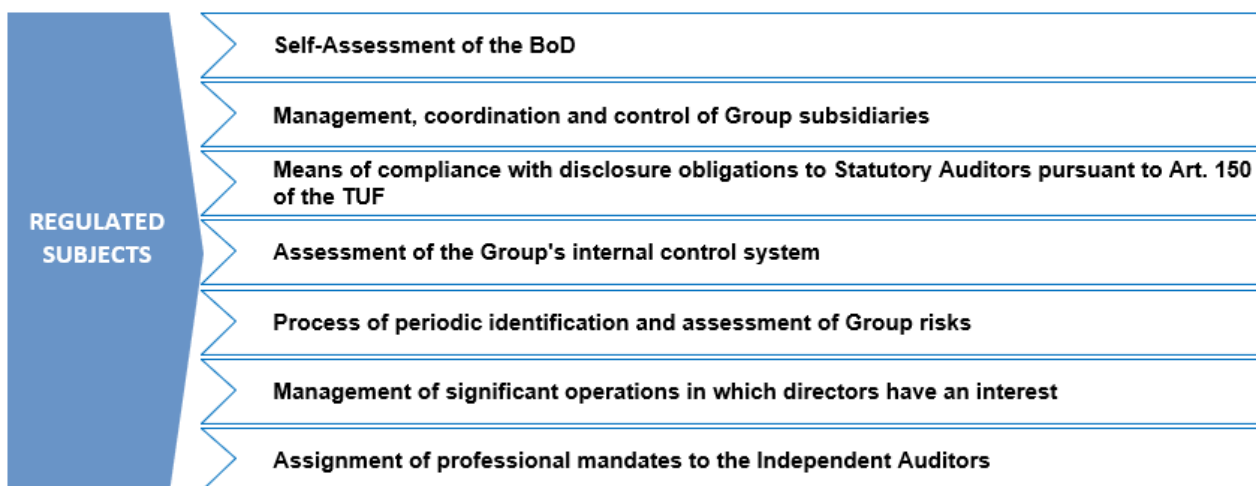 REGULATED
SUBJECTS
Self-Assessment of the BoD
Management, coordination and control of Group subsidiaries
Means of compliance with disclosure obligations to Statutory Auditors pursuant to Art. 150
of the TUF
Assessment of the Group's internal control system
Process of periodic identification and assessment of Group risks
Management of significant operations in which directors have an interest
Assignment of professional mandates to the Independent Auditors